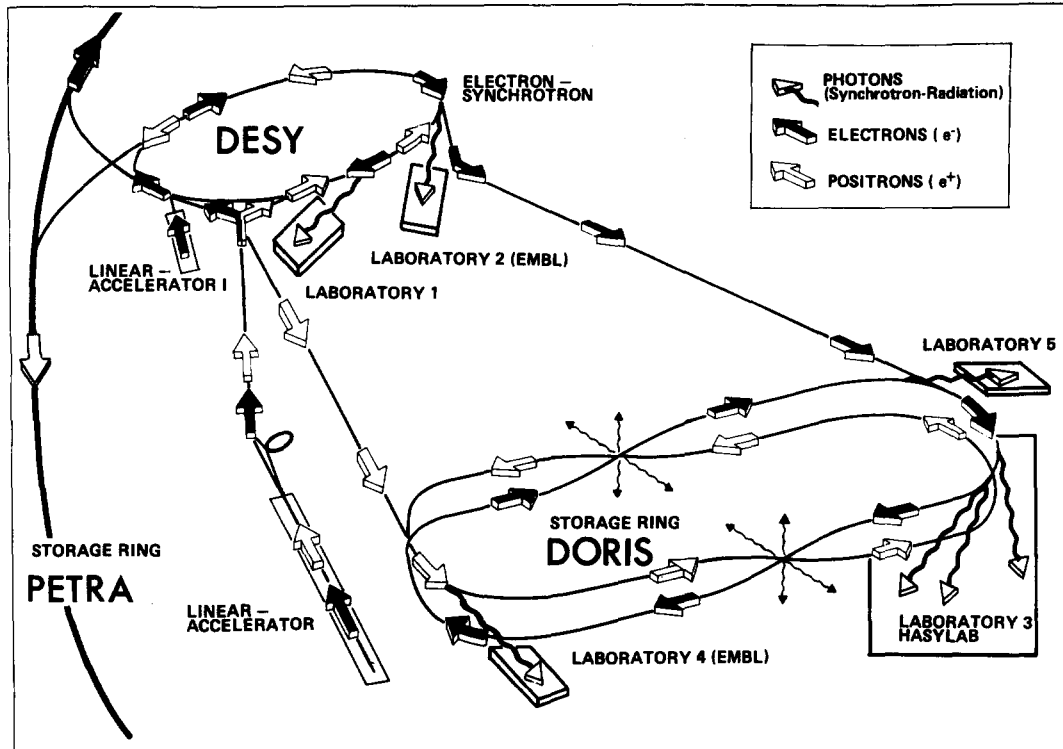 ELECTRON –
SYNCHROTRON
DESY
PHOTONS
(Synchrotron-Radiation)
ELECTRONS ( e⁻)
POSITRONS ( e⁺)
LINEAR –
ACCELERATOR I
LABORATORY 1
LABORATORY 2 (EMBL)
LABORATORY 5
STORAGE RING
PETRA
STORAGE RING
DORIS
LINEAR –
ACCELERATOR
LABORATORY 3
HASYLAB
LABORATORY 4 (EMBL)